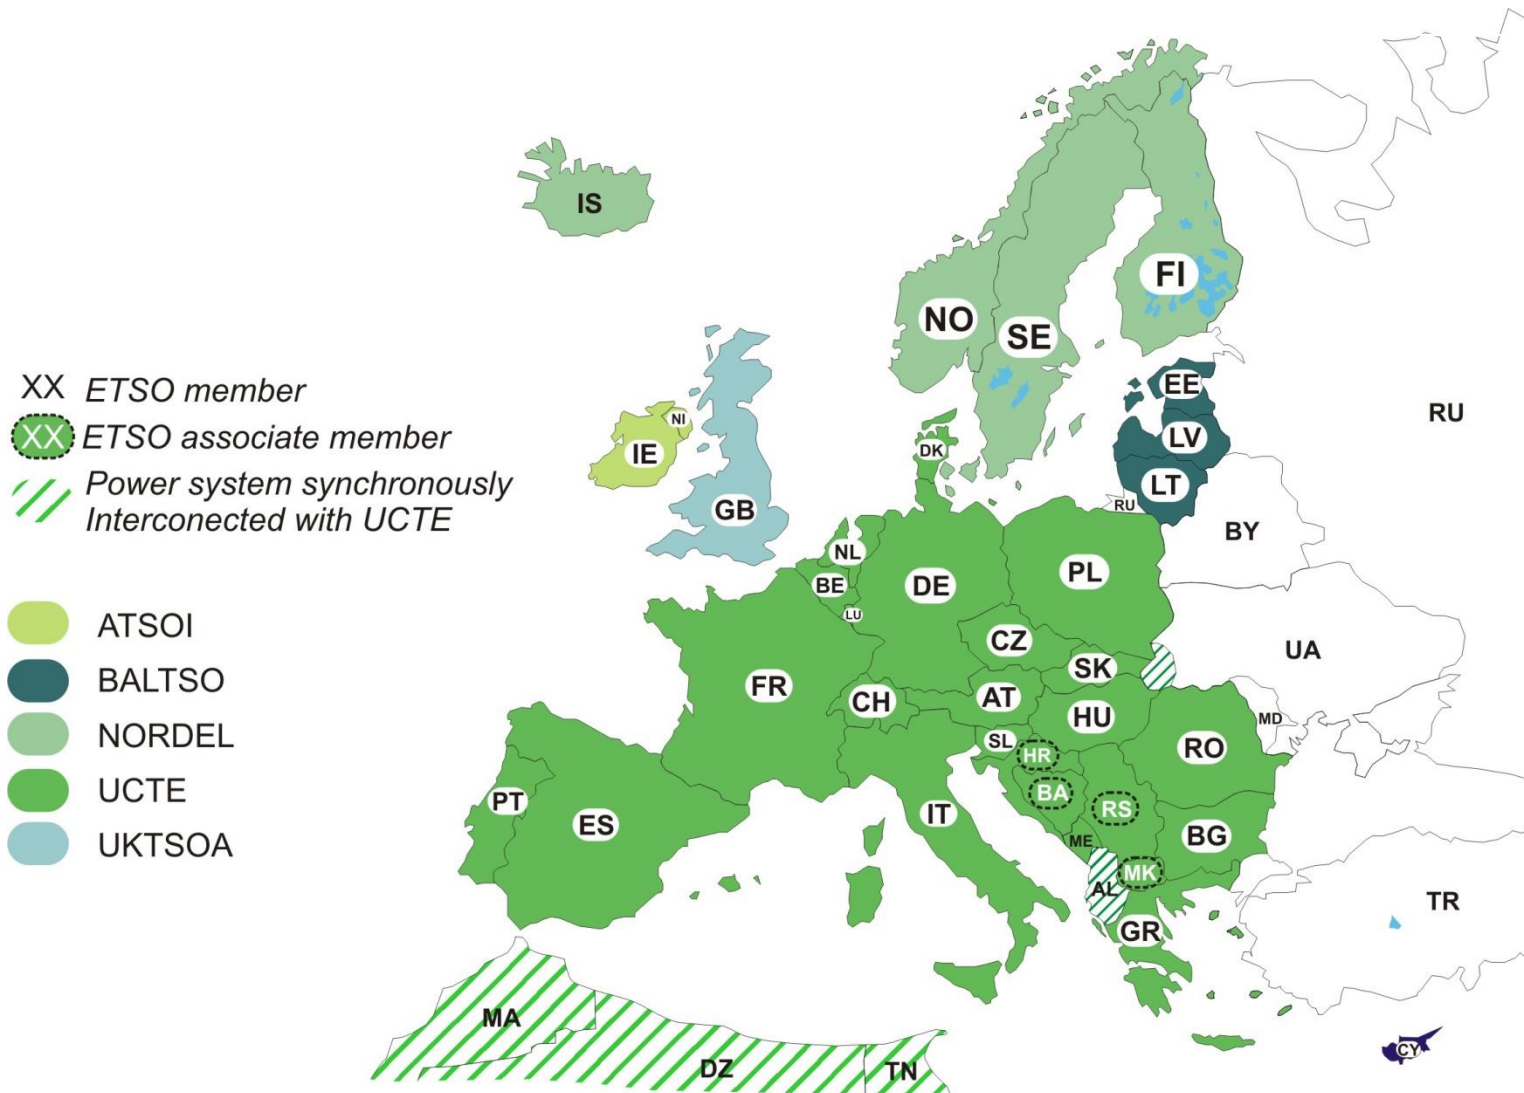 IS
NO
SE
FI
XX ETSO member
XX ETSO associate member
Power system synchronously
Interconected with UCTE
ATSOI
BALTSO
NORDEL
UCTE
UKTSOA
NI
IE
GB
DK
EE
LV
LT
RU
RU
BY
NL
BE
LU
DE
PL
CZ
SK
UA
FR
CH
AT
HU
MD
RO
SL
HR
BA
RS
PT
ES
IT
ME
BG
MK
AL
GR
TR
MA
DZ
TN
CY